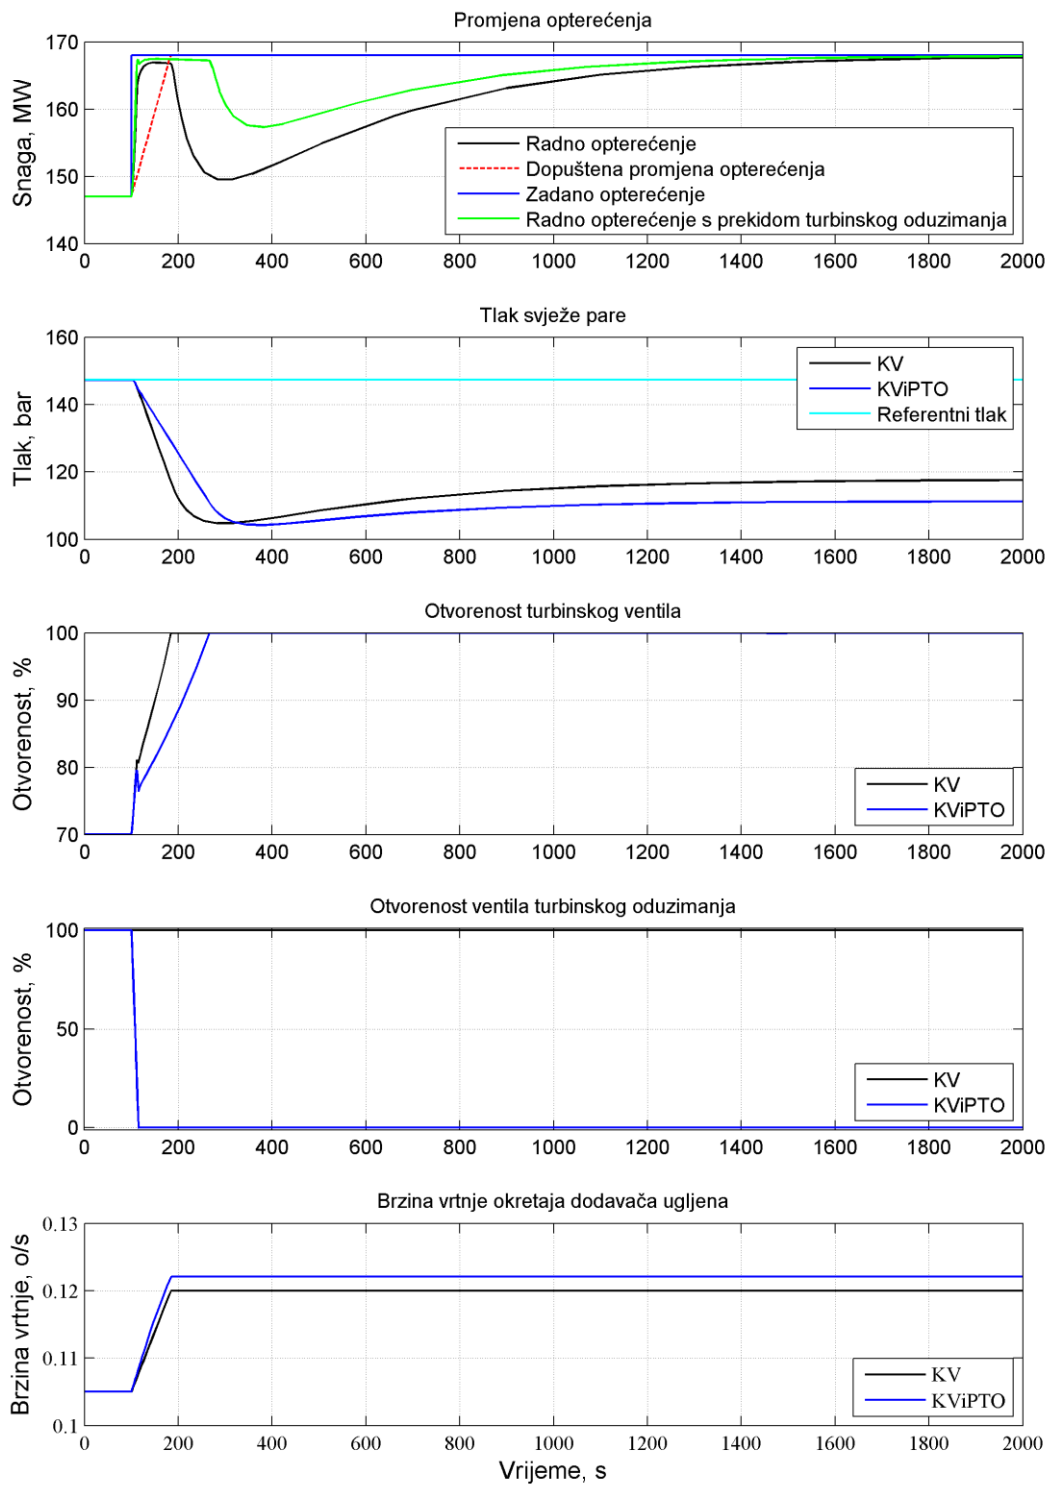 Promjena opterećenja
Snaga, MW
170
160
150
140
Radno opterećenje
Dopuštena promjena opterećenja
Zadano opterećenje
Radno opterećenje s prekidom turbinskog oduzimanja
0 200 400 600 800 1000 1200 1400 1600 1800 2000
Tlak svježe pare
Tlak, bar
160
140
120
100
KV
KViPTO
Referentni tlak
0 200 400 600 800 1000 1200 1400 1600 1800 2000
Otvorenost turbinskog ventila
Otvorenost, %
100
90
80
70
KV
KViPTO
0 200 400 600 800 1000 1200 1400 1600 1800 2000
Otvorenost ventila turbinskog oduzimanja
Otvorenost, %
100
50
0
KV
KViPTO
0 200 400 600 800 1000 1200 1400 1600 1800 2000
Brzina vrtnje okretaja dodavača ugljena
Brzina vrtnje, o/s
0.13
0.12
0.11
0.1
KV
KViPTO
0 200 400 600 800 1000 1200 1400 1600 1800 2000
Vrijeme, s